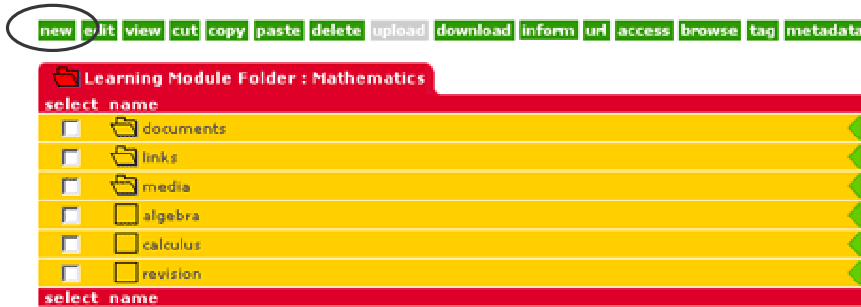 new edit view cut copy paste delete upload download inform url access browse tag metadata
Learning Module Folder : Mathematics
select name
documents
links
media
algebra
calculus
revision
select name